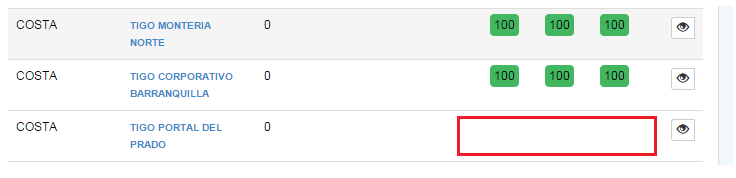 COSTA TIGO MONTERIA NORTE 0 100 100 100
COSTA TIGO CORPORATIVO BARRANQUILLA 0 100 100 100
COSTA TIGO PORTAL DEL PRADO 0